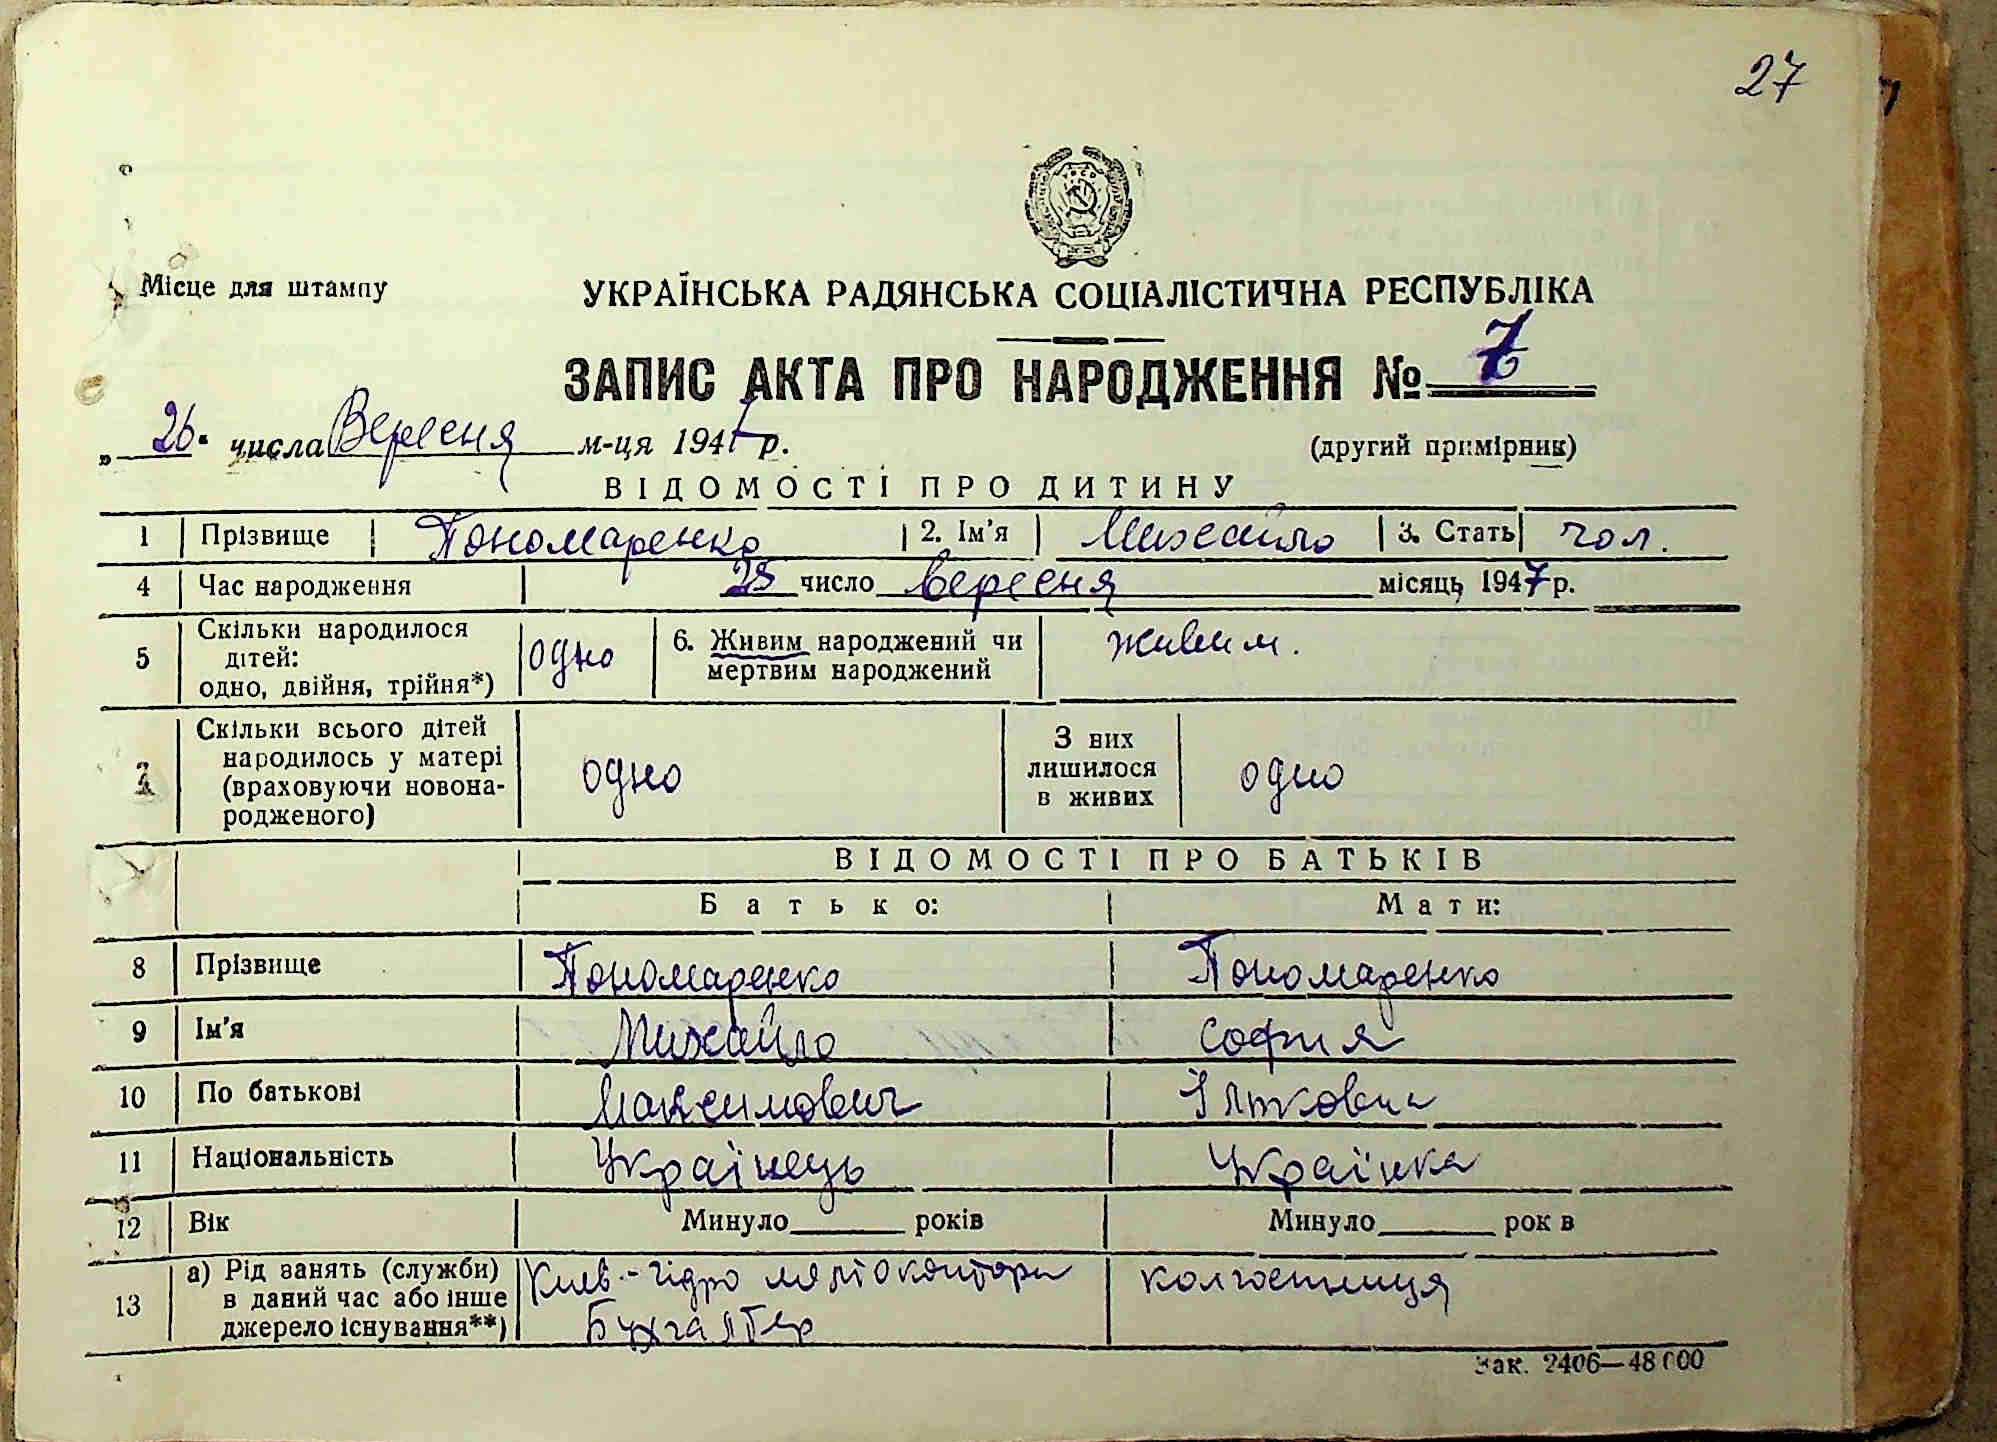 27
Місце для штампу
УКРАЇНСЬКА РАДЯНСЬКА СОЦІАЛІСТИЧНА РЕСПУБЛІКА
ЗАПИС АКТА ПРО НАРОДЖЕННЯ № 7
„ 26 " числа Вересня м-ця 1947 р.
(другий примірник)
ВІДОМОСТІ ПРО ДИТИНУ
1 Прізвище Пономаренко 2. Ім'я Михайло 3. Стать чол.
4 Час народження 25 число вересня місяць 1947 р.
5 Скільки народилося дітей: одно, двійня, трійня*) одно 6. Живим народжений чи мертвим народжений живим.
7 Скільки всього дітей народилось у матері (враховуючи новонародженого) одно З них лишилося в живих одно
ВІДОМОСТІ ПРО БАТЬКІВ
Батько: Мати:
8 Прізвище Пономаренко Пономаренко
9 Ім'я Михайло София
10 По батькові Максимович
11 Національність Українець Українка
12 Вік Минуло років Минуло рок в
13 а) Рід занять (служби) в даний час або інше джерело існування**) Київ.-гідро Бухгалтер колгоспниця
Зак. 2406—48000